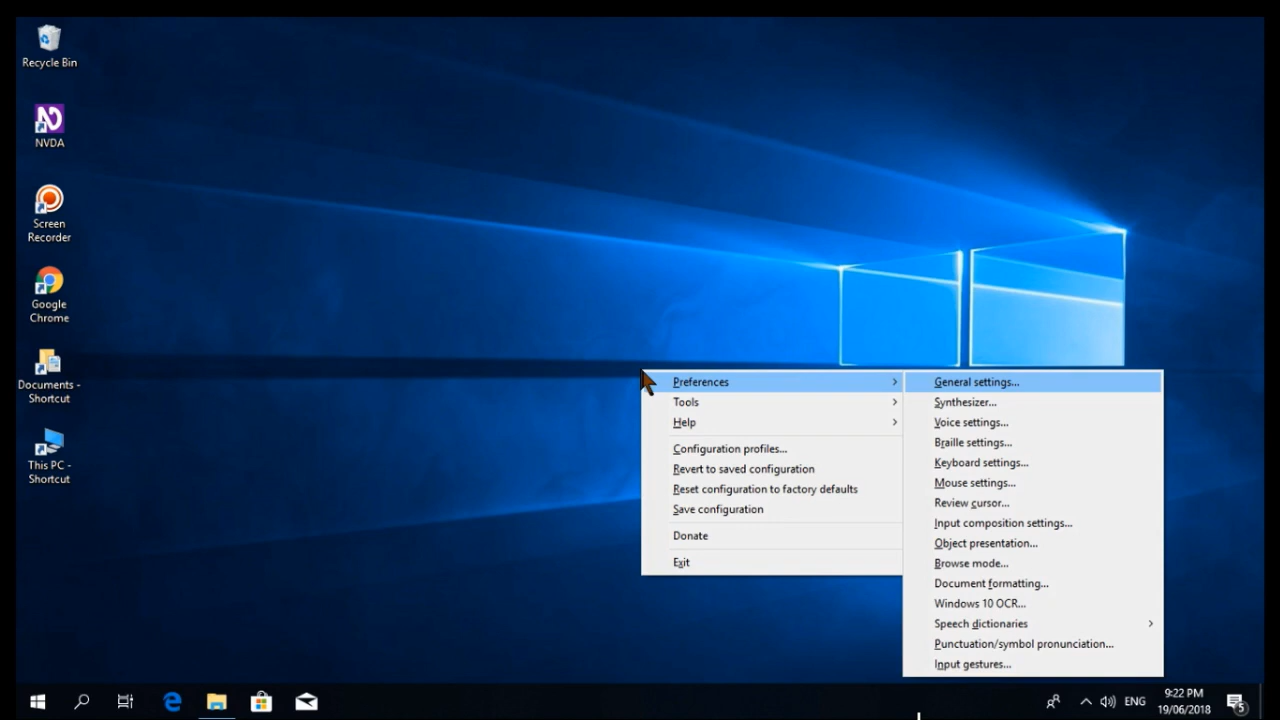 Recycle Bin
NVDA
Screen
Recorder
Google
Chrome
Documents -
Shortcut
This PC -
Shortcut
Preferences
Tools
Help
Configuration profiles...
Revert to saved configuration
Reset configuration to factory defaults
Save configuration
Donate
Exit
General settings...
Synthesizer...
Voice settings...
Braille settings...
Keyboard settings...
Mouse settings...
Review cursor...
Input composition settings...
Object presentation...
Browse mode...
Document formatting...
Windows 10 OCR...
Speech dictionaries
Punctuation/symbol pronunciation...
Input gestures...
ENG
9:22 PM
19/06/2018
5